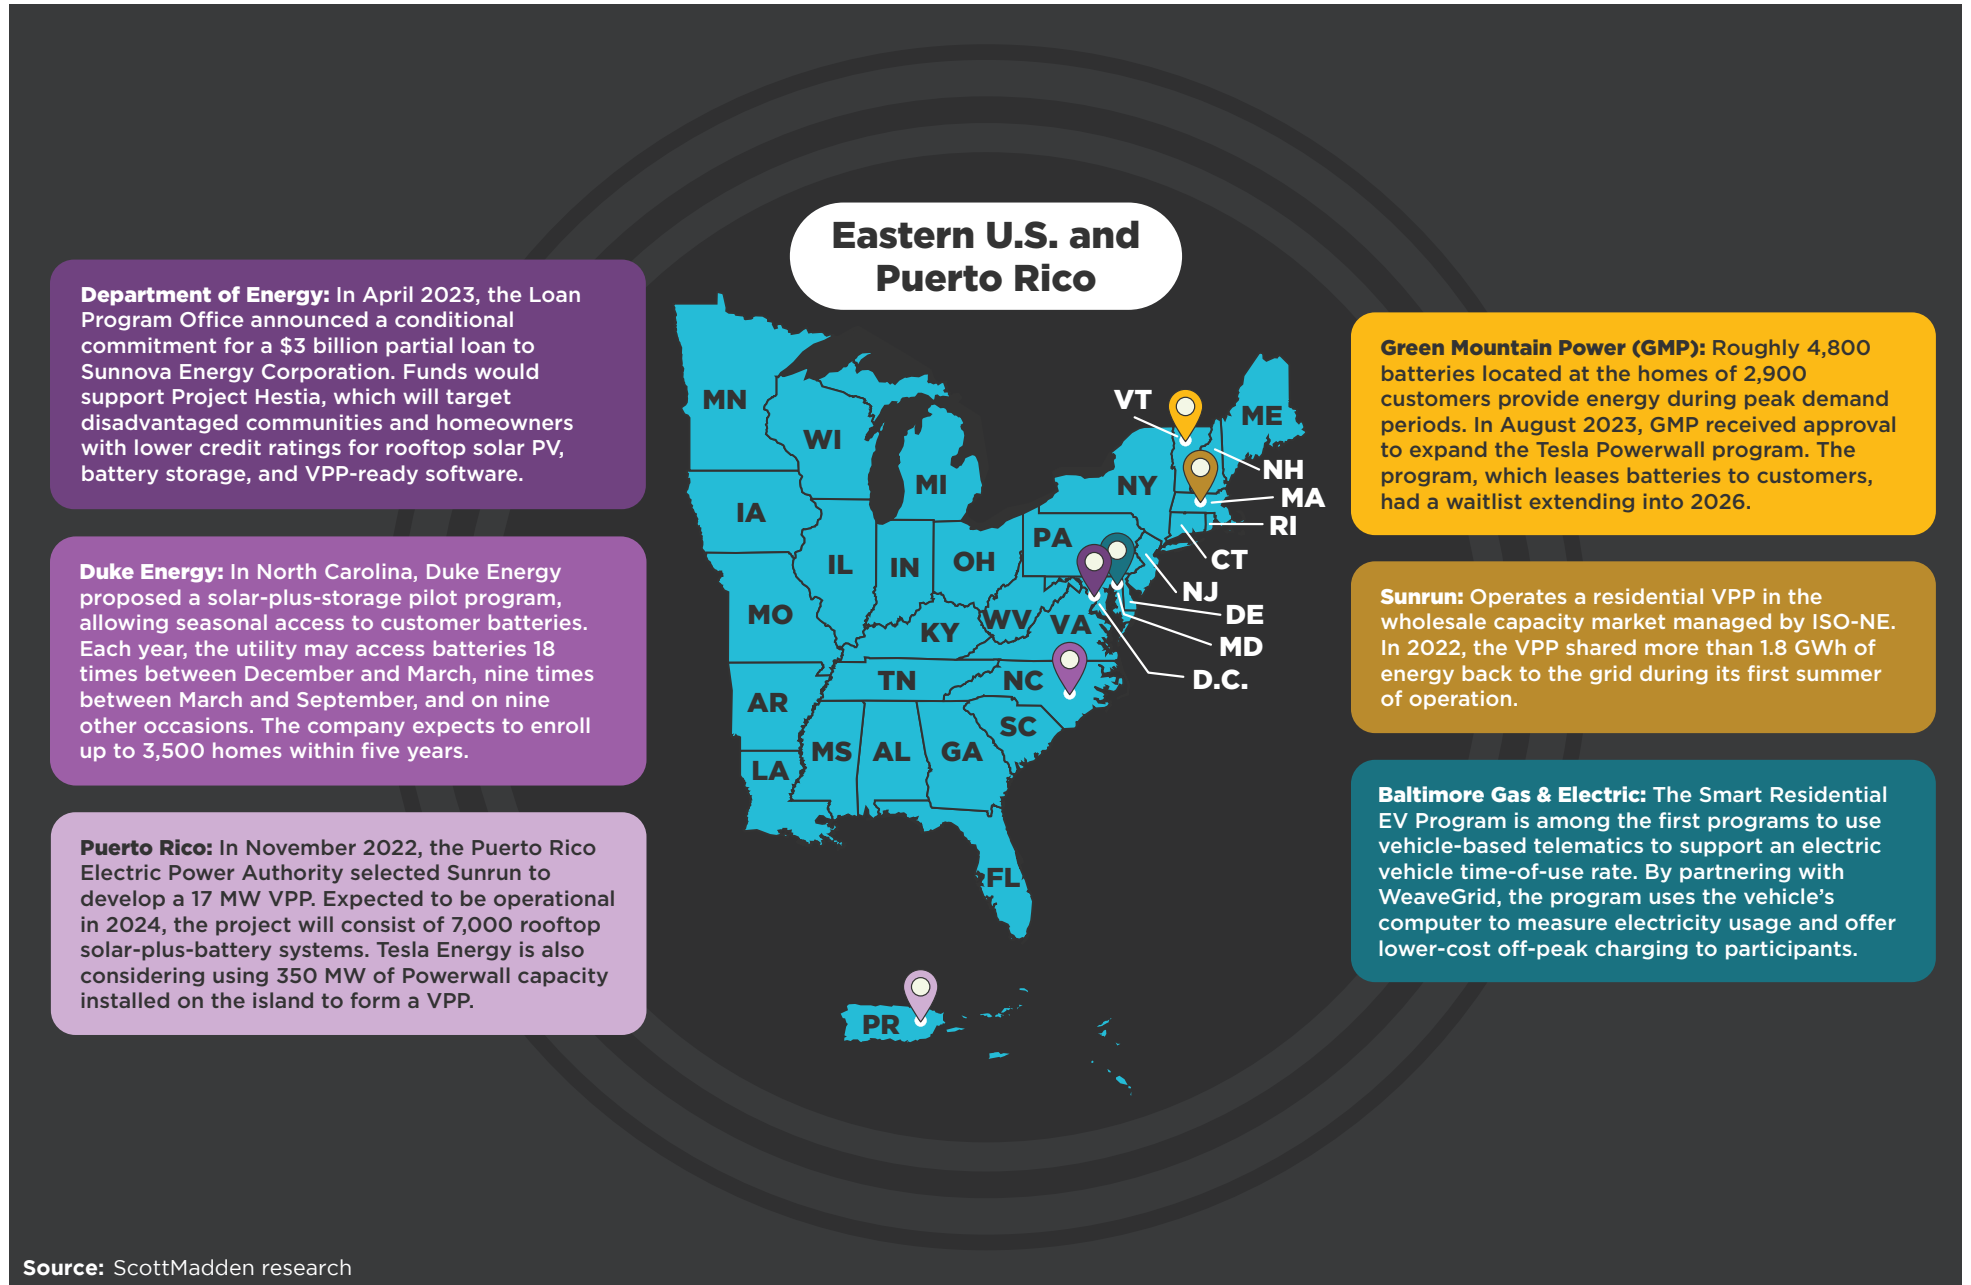 Eastern U.S. and
Puerto Rico
Department of Energy: In April 2023, the Loan
Program Office announced a conditional
commitment for a $3 billion partial loan to
Sunnova Energy Corporation. Funds would
support Project Hestia, which will target
disadvantaged communities and homeowners
with lower credit ratings for rooftop solar PV,
battery storage, and VPP-ready software.
Duke Energy: In North Carolina, Duke Energy
proposed a solar-plus-storage pilot program,
allowing seasonal access to customer batteries.
Each year, the utility may access batteries 18
times between December and March, nine times
between March and September, and on nine
other occasions. The company expects to enroll
up to 3,500 homes within five years.
Puerto Rico: In November 2022, the Puerto Rico
Electric Power Authority selected Sunrun to
develop a 17 MW VPP. Expected to be operational
in 2024, the project will consist of 7,000 rooftop
solar-plus-battery systems. Tesla Energy is also
considering using 350 MW of Powerwall capacity
installed on the island to form a VPP.
MN
WI
MI
IA
IL
IN
OH
MO
KY
WV
VA
PA
NY
VT
ME
NH
MA
RI
CT
NJ
DE
MD
D.C.
TN
NC
AR
SC
MS
AL
GA
LA
FL
PR
Green Mountain Power (GMP): Roughly 4,800
batteries located at the homes of 2,900
customers provide energy during peak demand
periods. In August 2023, GMP received approval
to expand the Tesla Powerwall program. The
program, which leases batteries to customers,
had a waitlist extending into 2026.
Sunrun: Operates a residential VPP in the
wholesale capacity market managed by ISO-NE.
In 2022, the VPP shared more than 1.8 GWh of
energy back to the grid during its first summer
of operation.
Baltimore Gas & Electric: The Smart Residential
EV Program is among the first programs to use
vehicle-based telematics to support an electric
vehicle time-of-use rate. By partnering with
WeaveGrid, the program uses the vehicle's
computer to measure electricity usage and offer
lower-cost off-peak charging to participants.
Source: ScottMadden research